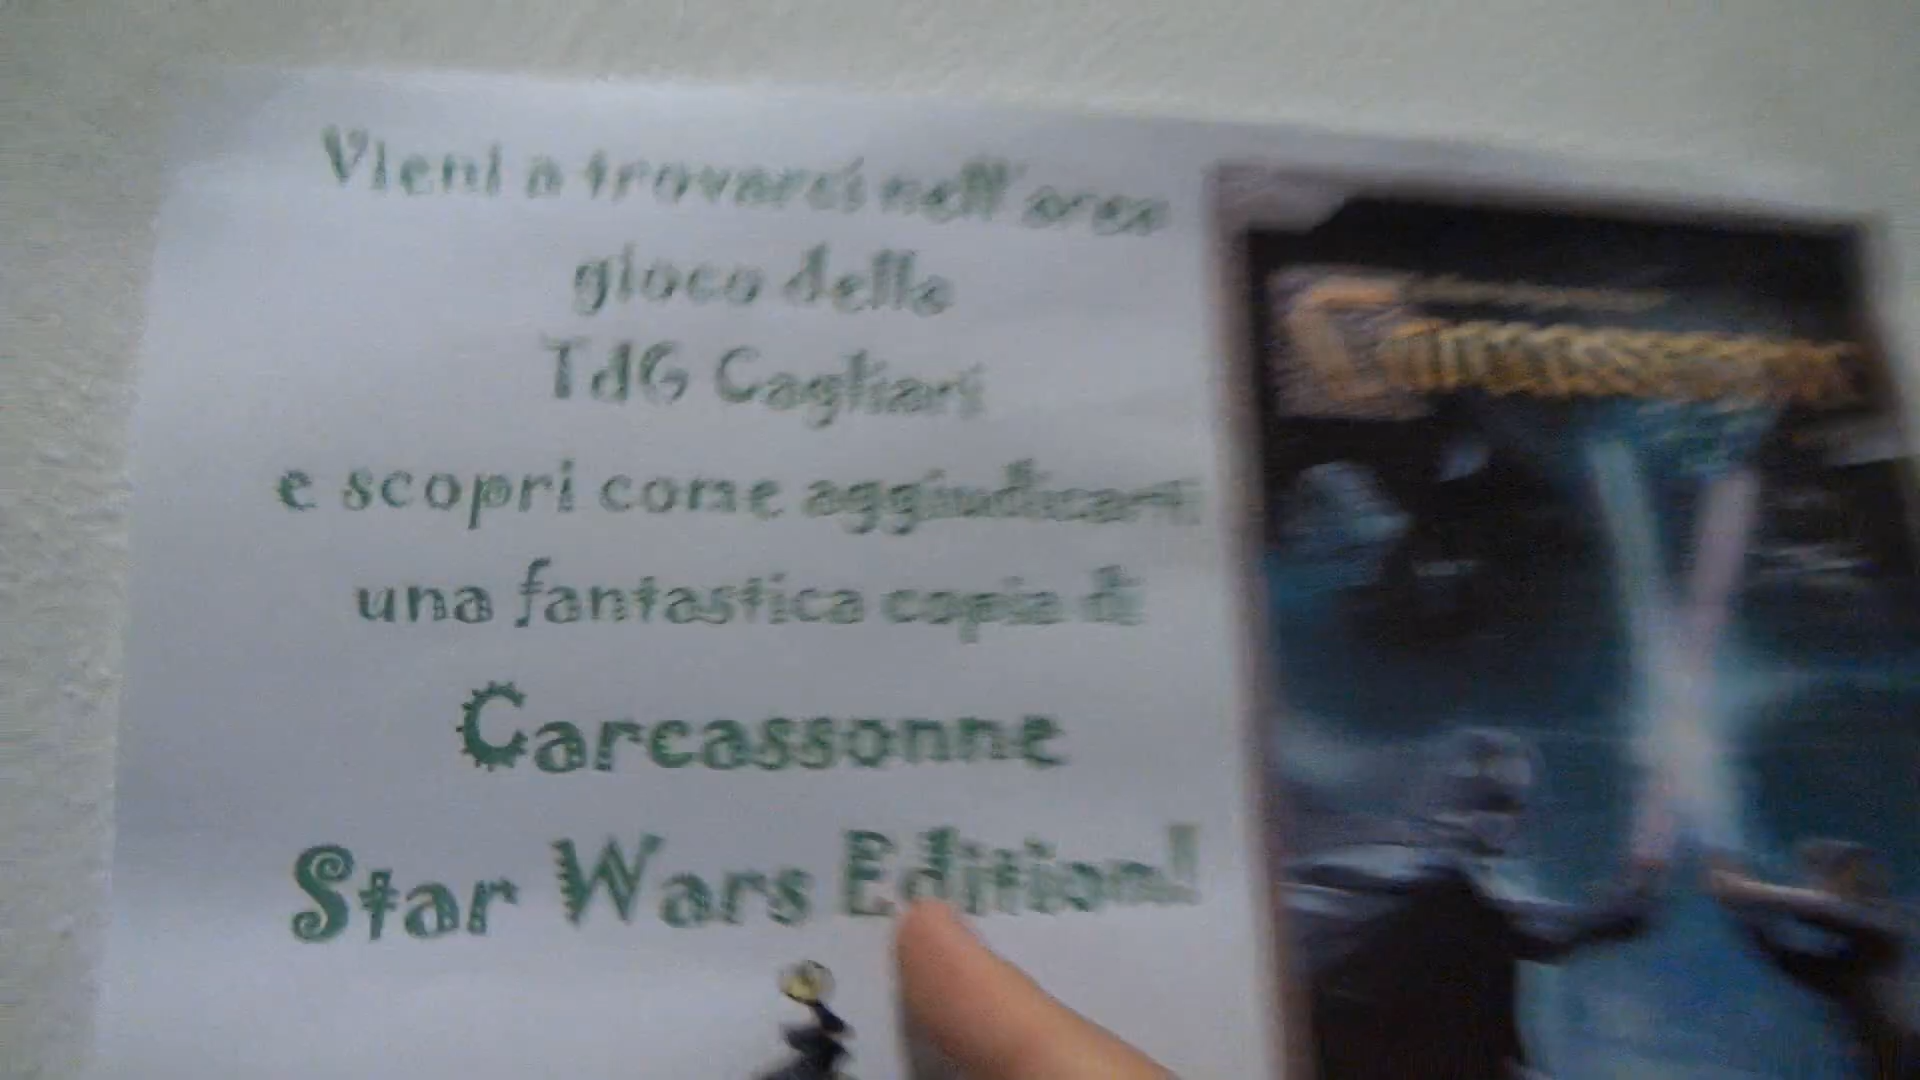 Vieni a trovarci nell'area
gioco della
TdG Cagliari
e scopri come aggiudicarti
una fantastica copia di
Carcassonne
Star Wars Edition!
Carcassonne